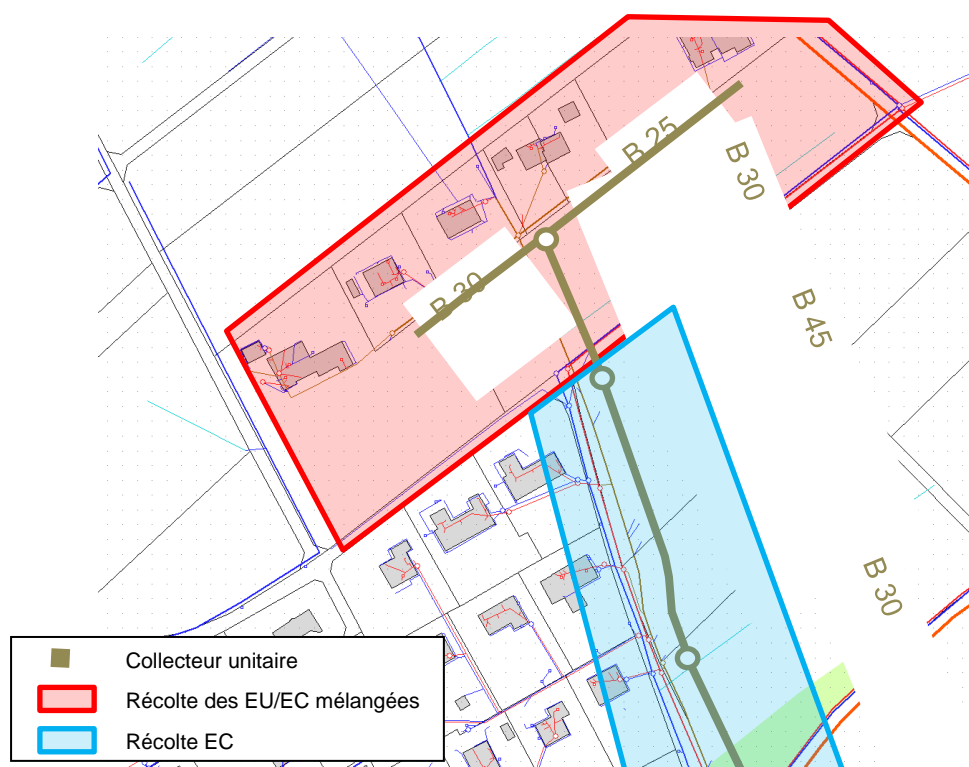 B 25
B 30
B 30
B 45
B 30
Collecteur unitaire
Récolte des EU/EC mélangées
Récolte EC